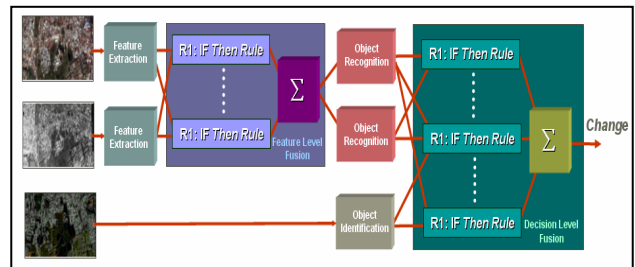 Feature
Extraction
R1: IF Then Rule
Σ
R1: IF Then Rule
Feature Level
Fusion
Feature
Extraction
Object
Recognition
Object
Recognition
Object
Identification
R1: IF Then Rule
R1: IF Then Rule
R1: IF Then Rule
Σ
Decision Level
Fusion
Change